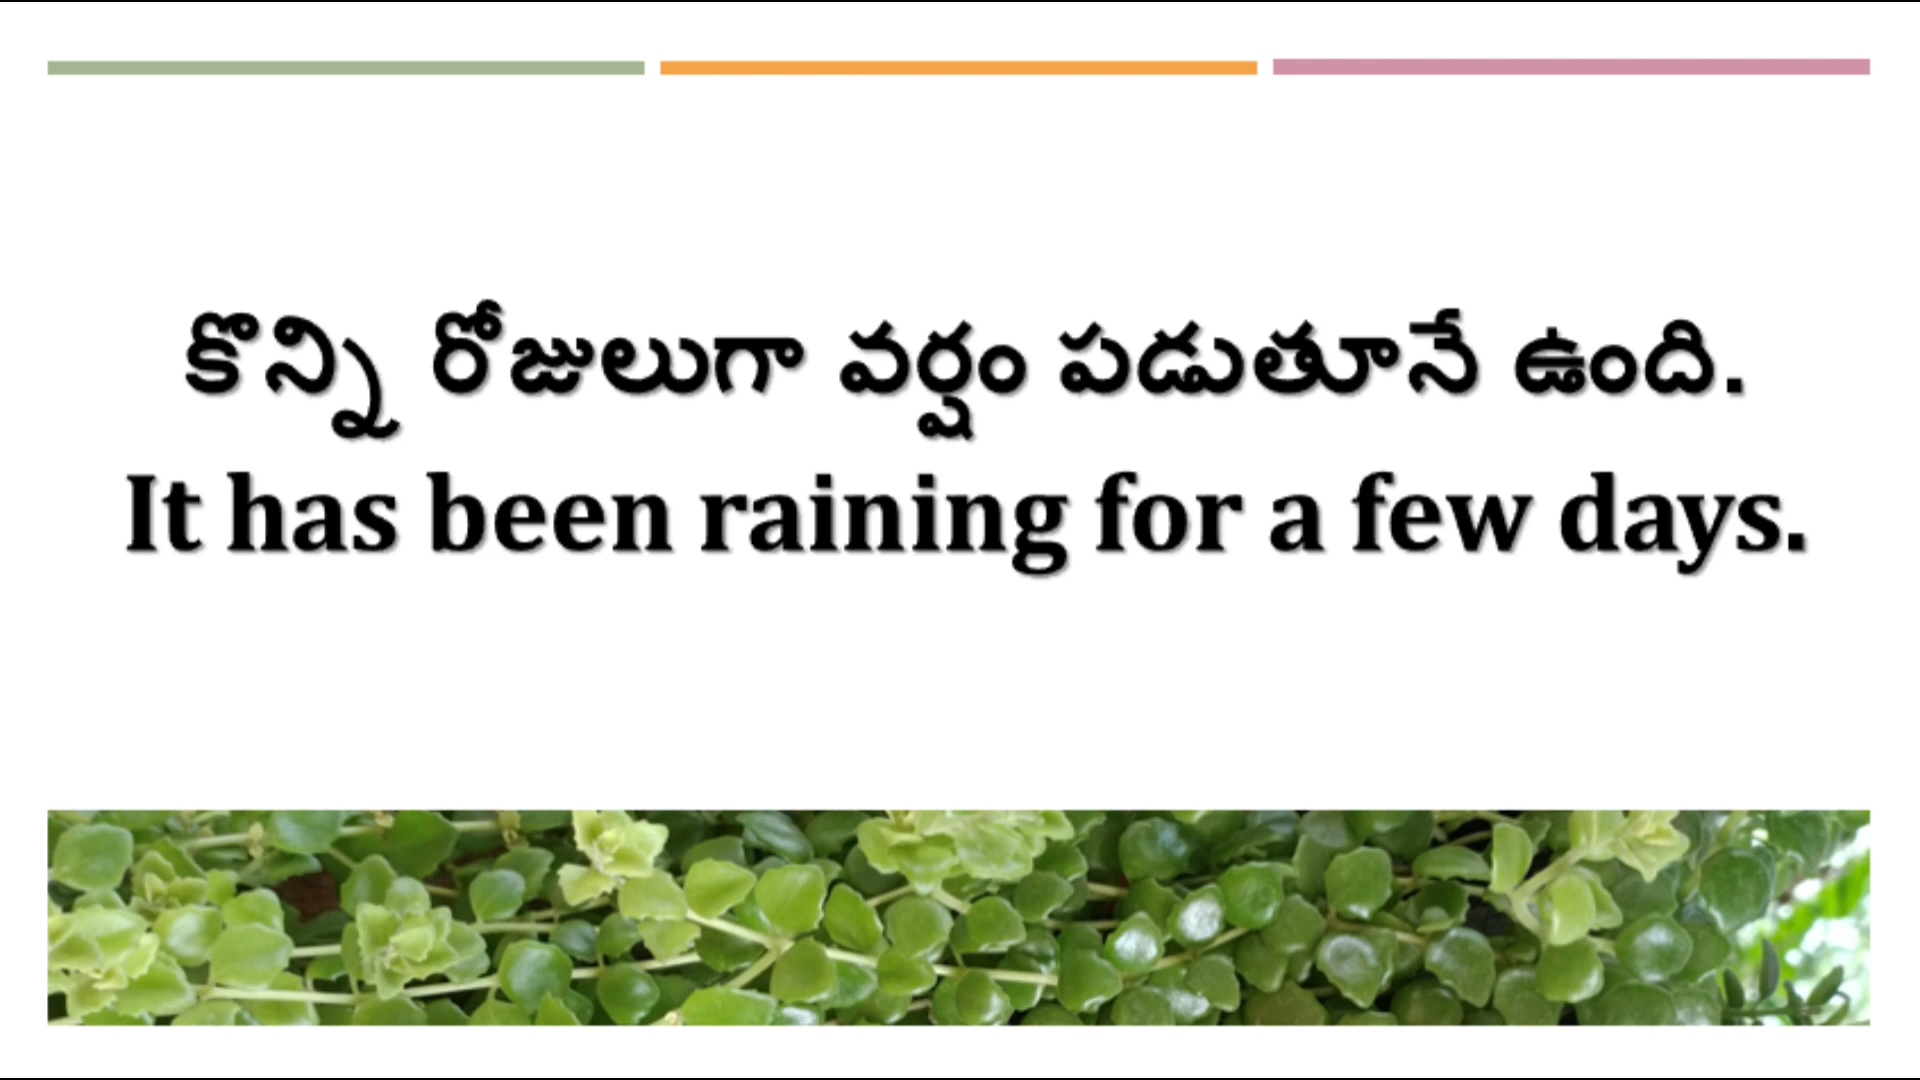 కొన్ని రోజులుగా వర్షం పడుతూనే ఉంది.
It has been raining for a few days.